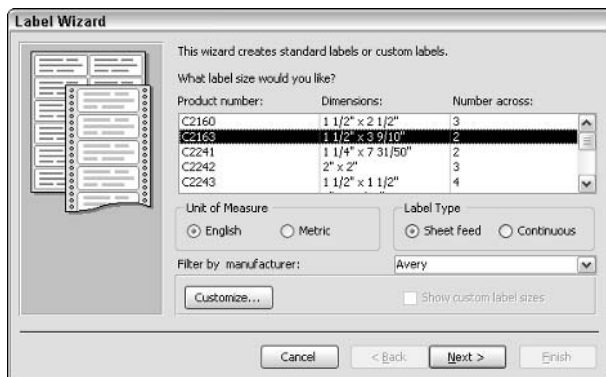 Label Wizard
This wizard creates standard labels or custom labels.
What label size would you like?
Product number: Dimensions: Number across:
C2160 1 1/2" x 2 1/2" 3
C2163 1 1/2" x 3 9/10" 2
C2241 1 1/4" x 7 31/50" 2
C2242 2" x 2" 3
C2243 1 1/2" x 1 1/2" 4
Unit of Measure Label Type
English Metric Sheet feed Continuous
Filter by manufacturer: Avery
Customize... Show custom label sizes
Cancel < Back Next > Finish